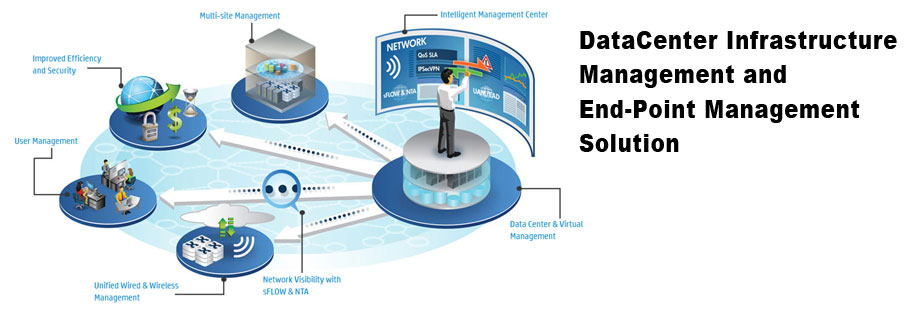 Multi-site Management
Intelligent Management Center
DataCenter Infrastructure
Management and
End-Point Management
Solution
NETWORK
QoS SLA
IPSecVPN
sFLOW & NTA
Improved Efficiency
and Security
User Management
Data Center & Virtual
Management
Unified Wired & Wireless
Management
Network Visibility with
sFLOW & NTA